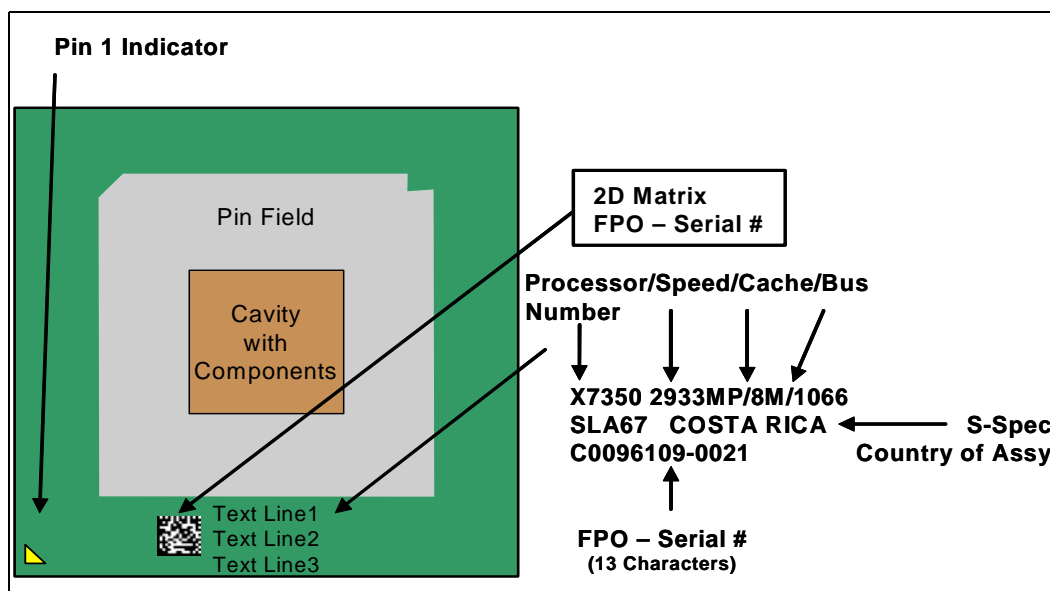 Pin 1 Indicator
Pin Field
Cavity
with
Components
Text Line1
Text Line2
Text Line3
2D Matrix
FPO – Serial #
Processor/Speed/Cache/Bus
Number
X7350 2933MP/8M/1066
SLA67 COSTA RICA
C0096109-0021
S-Spec
Country of Assy
FPO – Serial #
(13 Characters)